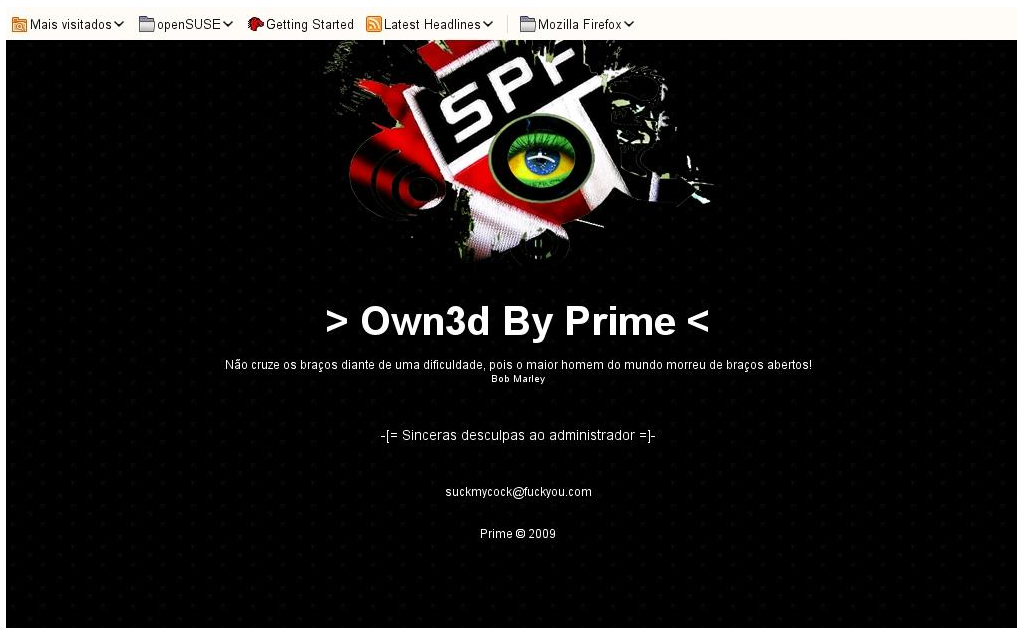 Mais visitados openSUSE Getting Started Latest Headlines Mozilla Firefox
SPF
> Own3d By Prime <
Não cruze os braços diante de uma dificuldade, pois o maior homem do mundo morreu de braços abertos!
Bob Marley
-[= Sinceras desculpas ao administrador =]-
suckmycock@fuckyou.com
Prime © 2009